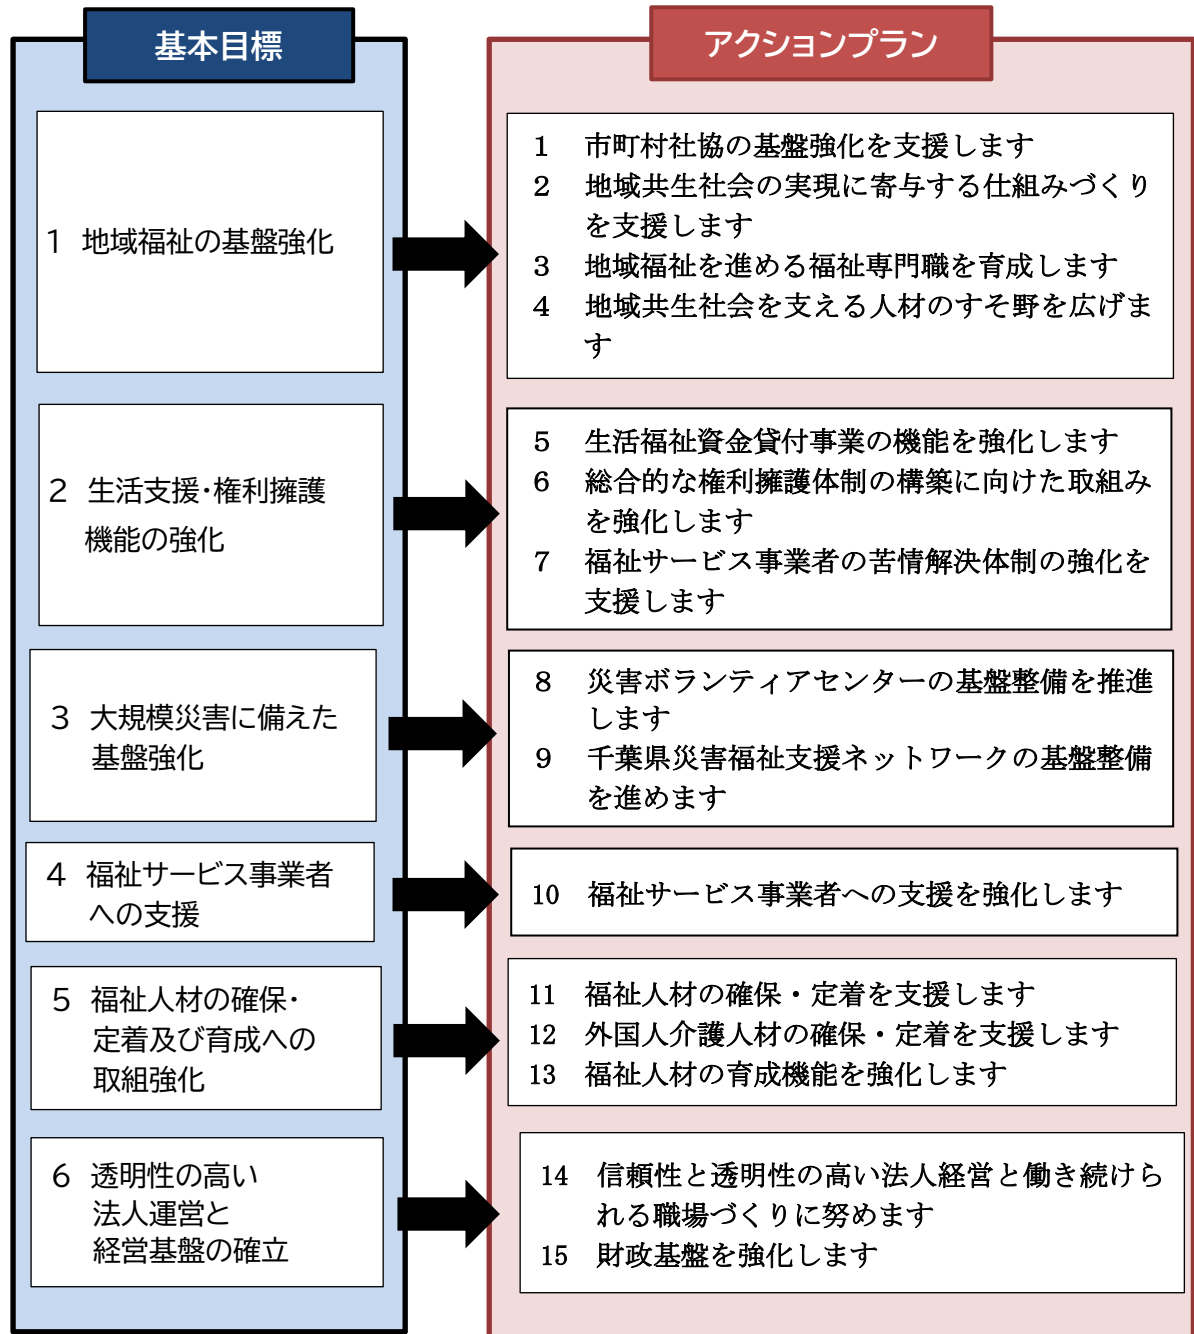 基本目標
アクションプラン
1 地域福祉の基盤強化
1 市町村社協の基盤強化を支援します
2 地域共生社会の実現に寄与する仕組みづくり
を支援します
3 地域福祉を進める福祉専門職を育成します
4 地域共生社会を支える人材のすそ野を広げま
す
2 生活支援・権利擁護
機能の強化
5 生活福祉資金貸付事業の機能を強化します
6 総合的な権利擁護体制の構築に向けた取組み
を強化します
7 福祉サービス事業者の苦情解決体制の強化を
支援します
3 大規模災害に備えた
基盤強化
8 災害ボランティアセンターの基盤整備を推進
します
9 千葉県災害福祉支援ネットワークの基盤整備
を進めます
4 福祉サービス事業者
への支援
10 福祉サービス事業者への支援を強化します
5 福祉人材の確保・
定着及び育成への
取組強化
11 福祉人材の確保・定着を支援します
12 外国人介護人材の確保・定着を支援します
13 福祉人材の育成機能を強化します
6 透明性の高い
法人運営と
経営基盤の確立
14 信頼性と透明性の高い法人経営と働き続けら
れる職場づくりに努めます
15 財政基盤を強化します